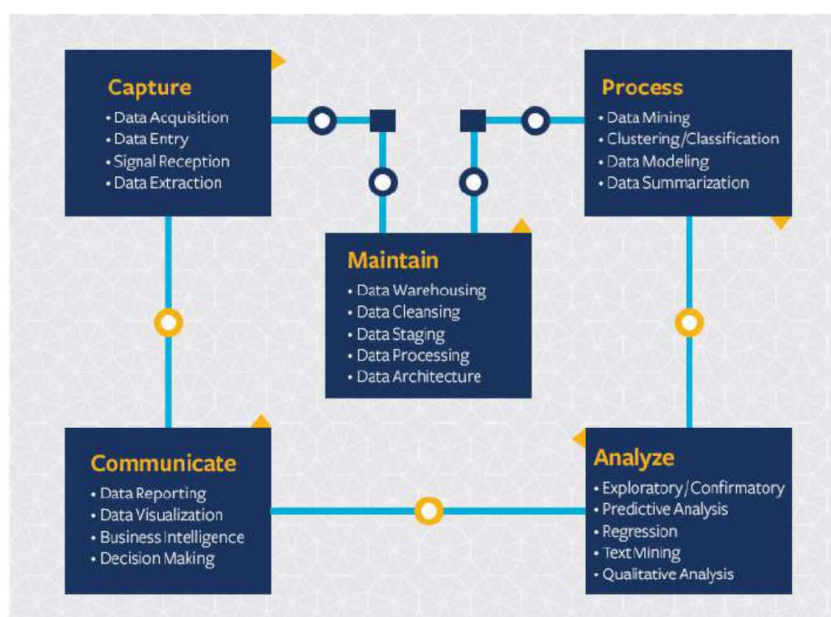 Capture
• Data Acquisition
• Data Entry
• Signal Reception
• Data Extraction
Process
• Data Mining
• Clustering/Classification
• Data Modeling
• Data Summarization
Maintain
• Data Warehousing
• Data Cleansing
• Data Staging
• Data Processing
• Data Architecture
Communicate
• Data Reporting
• Data Visualization
• Business Intelligence
• Decision Making
Analyze
• Exploratory/Confirmatory
• Predictive Analysis
• Regression
• Text Mining
• Qualitative Analysis